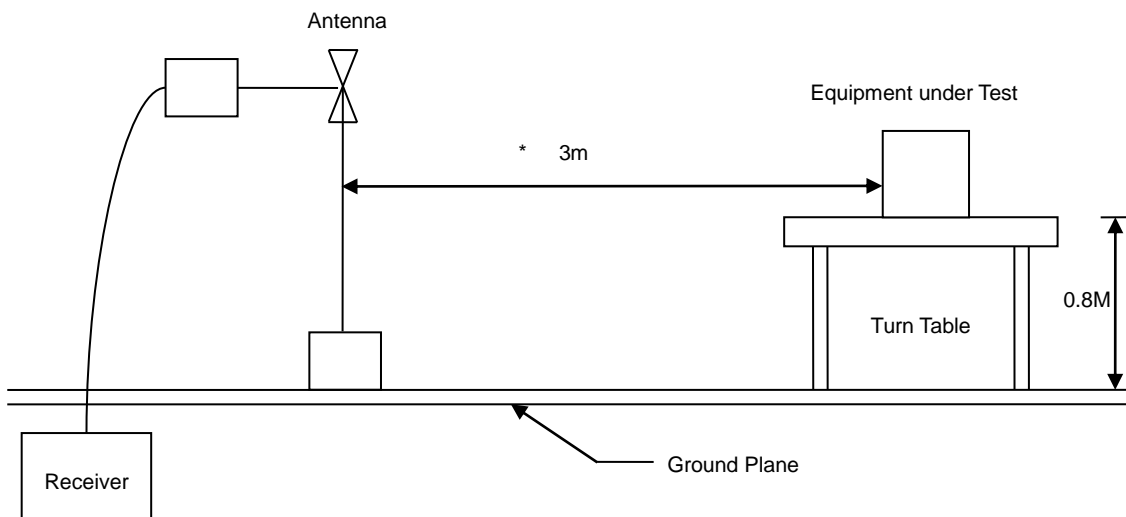 Antenna
Equipment under Test
* 3m
0.8M
Turn Table
Ground Plane
Receiver